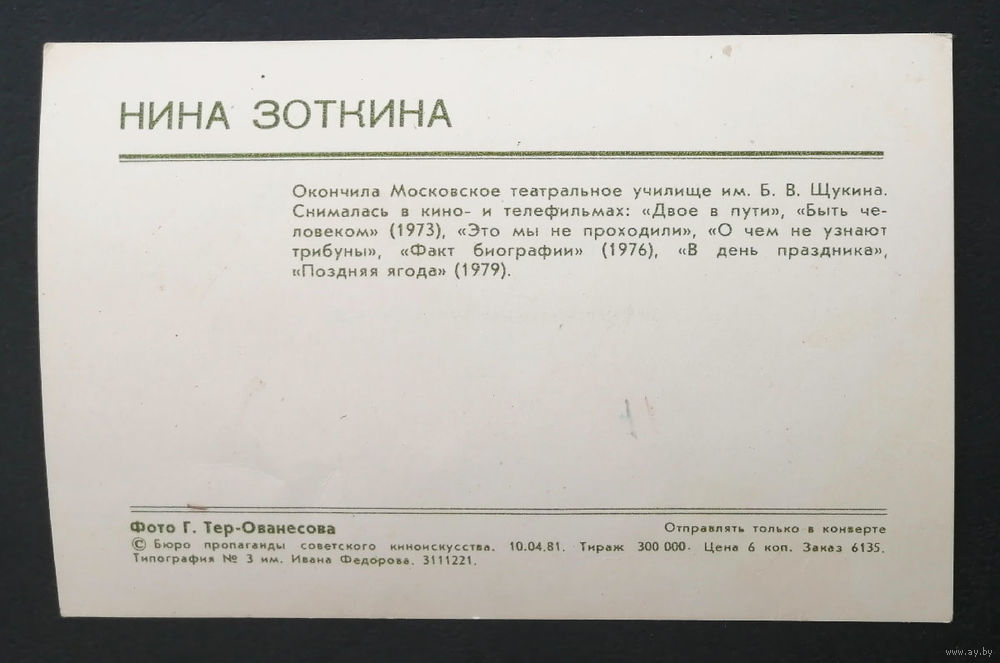 НИНА ЗОТКИНА
Окончила Московское театральное училище им. Б. В. Щукина.
Снималась в кино- и телефильмах: «Двое в пути», «Быть че-
ловеком» (1973), «Это мы не проходили», «О чем не узнают
трибуны», «Факт биографии» (1976), «В день праздника»,
«Поздняя ягода» (1979).
Фото Г. Тер-Ованесова
Отправлять только в конверте
© Бюро пропаганды советского киноискусства. 10.04.81. Тираж 300 000. Цена 6 коп. Заказ 6135.
Типография № 3 им. Ивана Федорова. 3111221.
www.ay.by